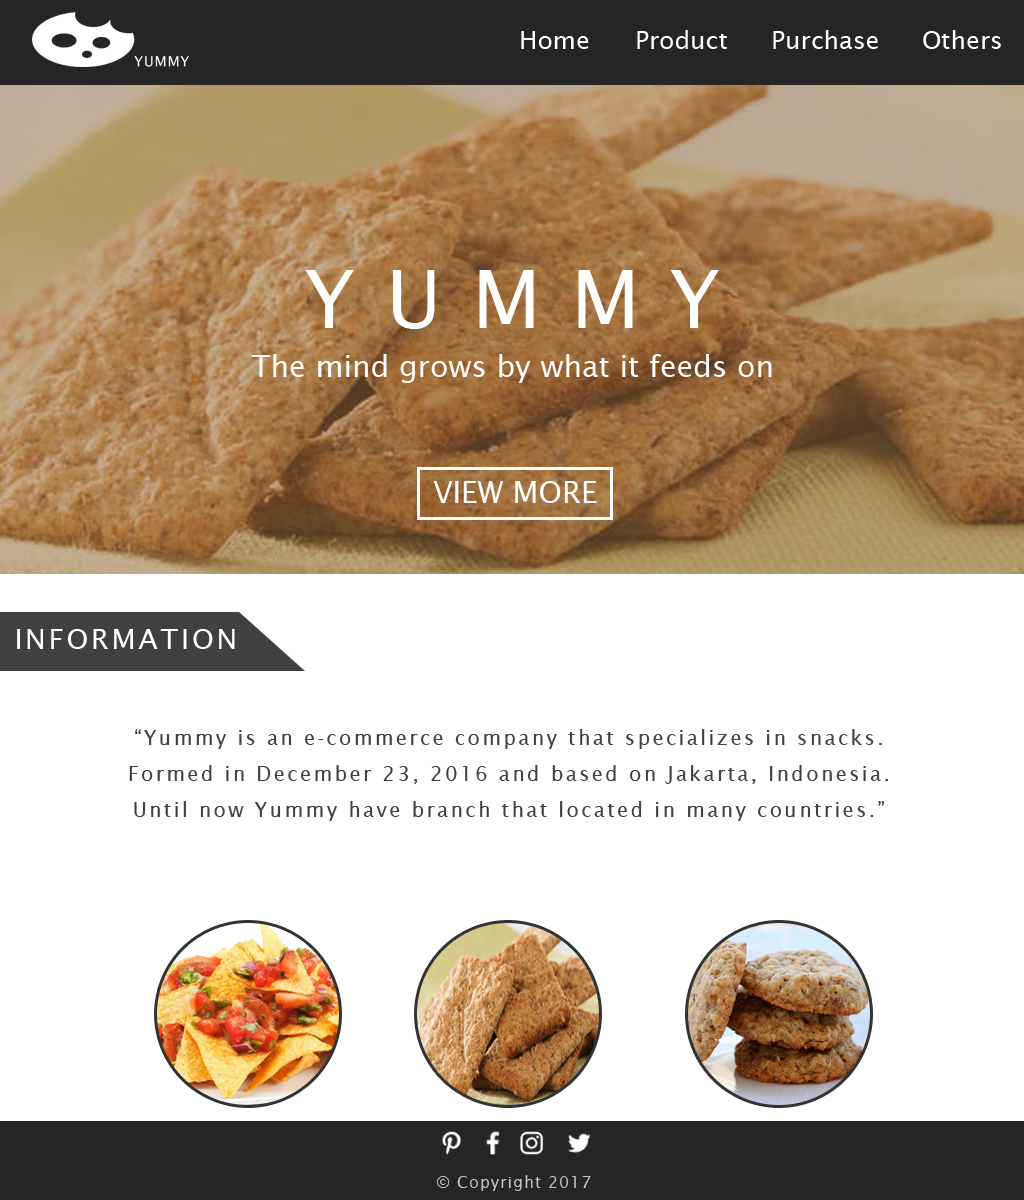 YUMMY
Home Product Purchase Others
YUMMY
The mind grows by what it feeds on
VIEW MORE
INFORMATION
“Yummy is an e-commerce company that specializes in snacks.
Formed in December 23, 2016 and based on Jakarta, Indonesia.
Until now Yummy have branch that located in many countries.”
© Copyright 2017